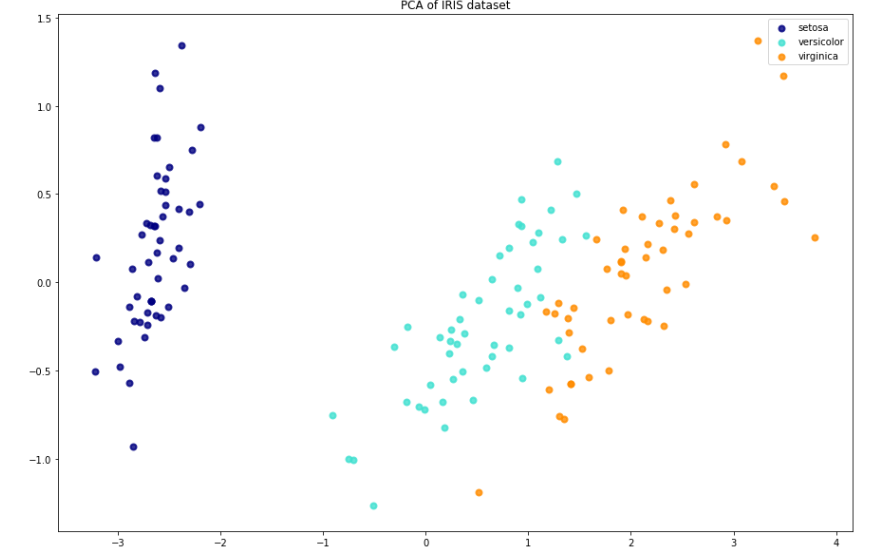 PCA of IRIS dataset
setosa
versicolor
virginica
1.5
1.0
0.5
0.0
−0.5
−1.0
−3 −2 −1 0 1 2 3 4